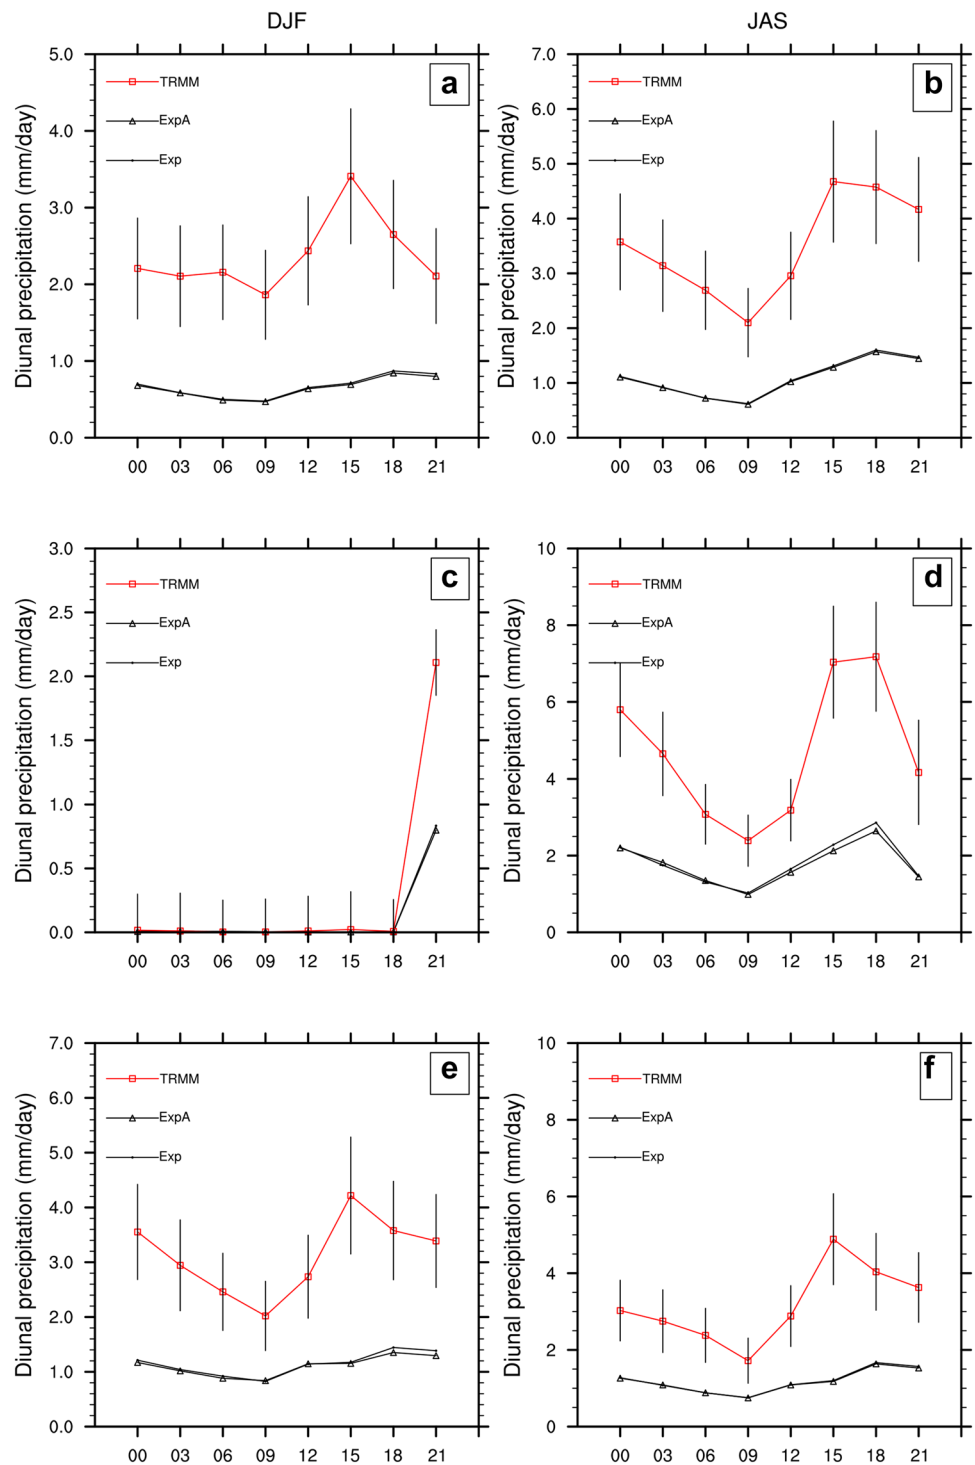 DJF
JAS
Diunal precipitation (mm/day)
5.0
4.0
3.0
2.0
1.0
0.0
TRMM
ExpA
Exp
a
00 03 06 09 12 15 18 21
Diunal precipitation (mm/day)
7.0
6.0
5.0
4.0
3.0
2.0
1.0
0.0
TRMM
ExpA
Exp
b
00 03 06 09 12 15 18 21
Diunal precipitation (mm/day)
3.0
2.5
2.0
1.5
1.0
0.5
0.0
TRMM
ExpA
Exp
c
00 03 06 09 12 15 18 21
Diunal precipitation (mm/day)
10
8
6
4
2
0
TRMM
ExpA
Exp
d
00 03 06 09 12 15 18 21
Diunal precipitation (mm/day)
7.0
6.0
5.0
4.0
3.0
2.0
1.0
0.0
TRMM
ExpA
Exp
e
00 03 06 09 12 15 18 21
Diunal precipitation (mm/day)
10
8
6
4
2
0
TRMM
ExpA
Exp
f
00 03 06 09 12 15 18 21